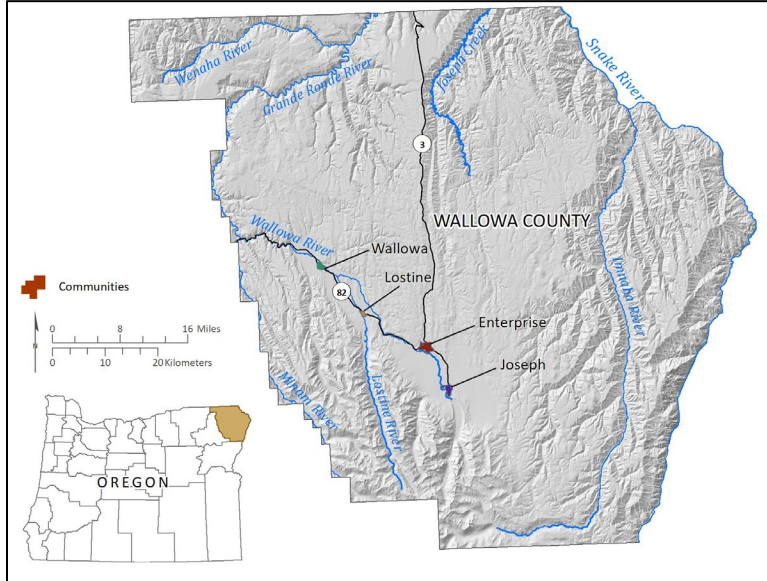 Wenaha River
Grande Ronde River
Joseph Creek
Snake River
3
WALLOWA COUNTY
Wallowa River
Wallowa
Lostine
82
Imnaha River
Communities
Enterprise
N
0 8 16 Miles
0 10 20 Kilometers
Joseph
Minam River
Lostine River
OREGON